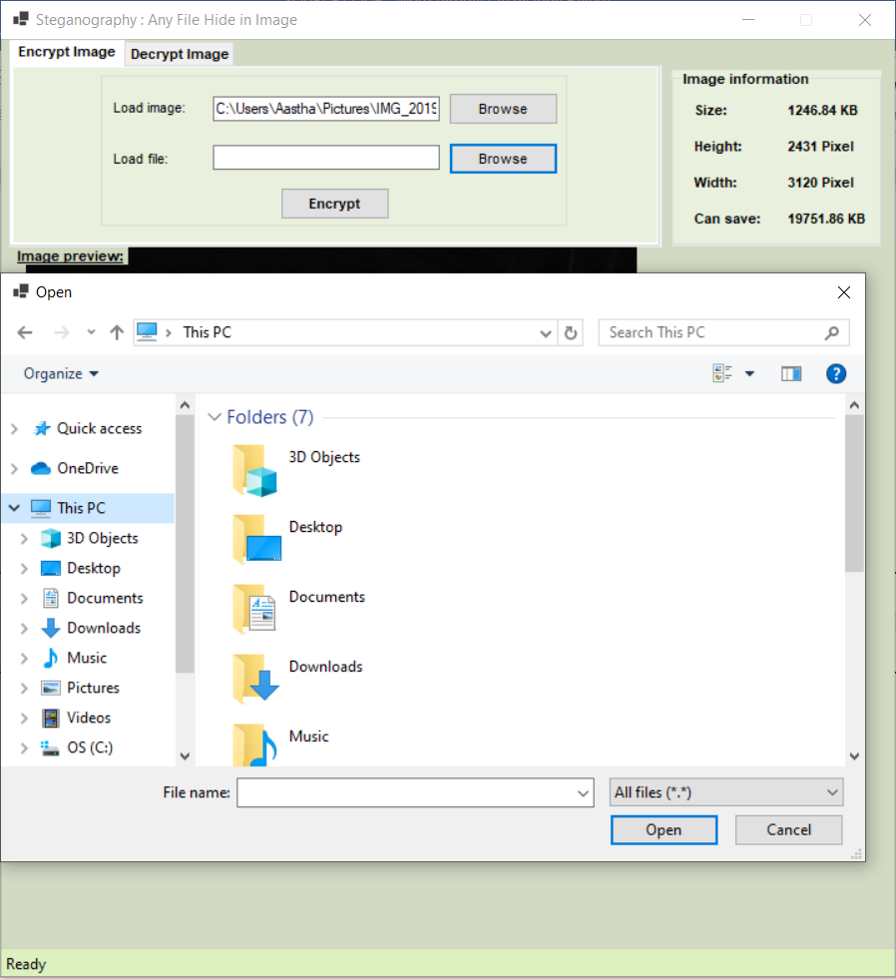 Steganography : Any File Hide in Image
Encrypt Image
Decrypt Image
Load image:
C:\Users\Aastha\Pictures\IMG_2019
Browse
Load file:
Browse
Encrypt
Image information
Size: 1246.84 KB
Height: 2431 Pixel
Width: 3120 Pixel
Can save: 19751.86 KB
Image preview:
Open
This PC
Search This PC
Organize
?
Quick access
OneDrive
This PC
3D Objects
Desktop
Documents
Downloads
Music
Pictures
Videos
OS (C:)
Folders (7)
3D Objects
Desktop
Documents
Downloads
Music
File name:
All files (*.*)
Open
Cancel
Ready